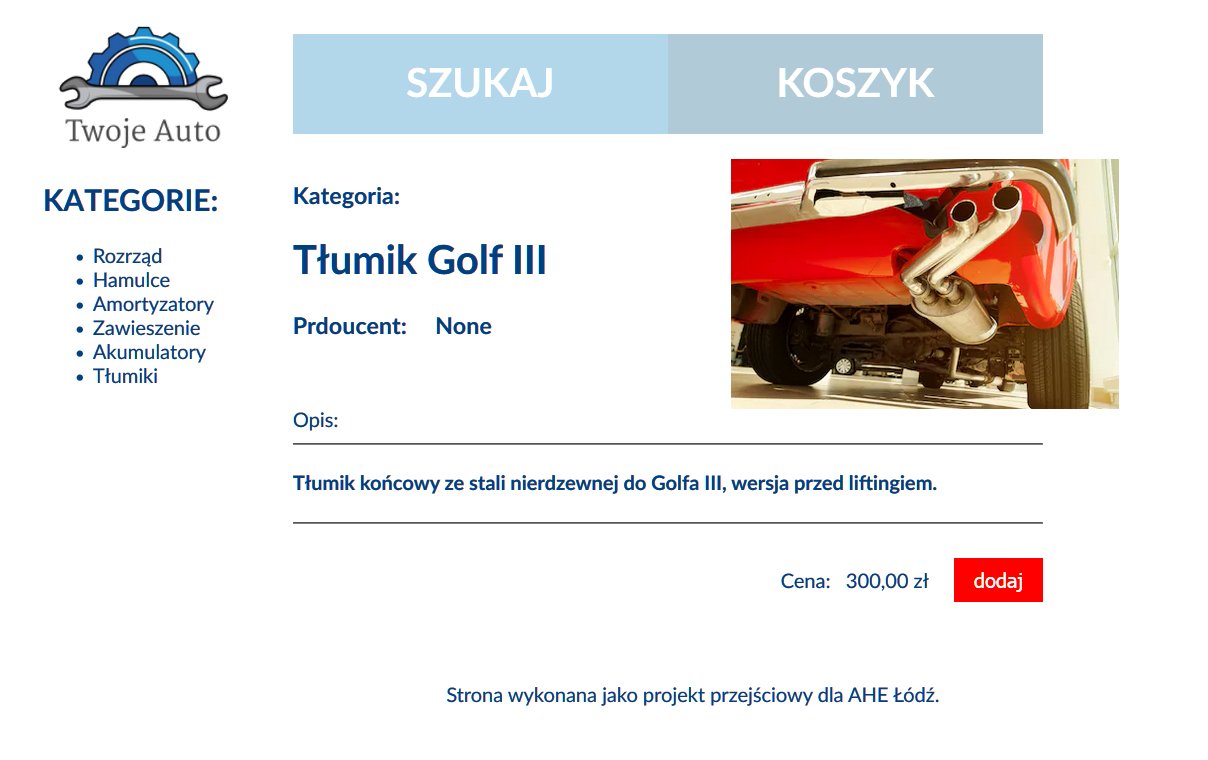 Twoje Auto
SZUKAJ
KOSZYK
KATEGORIE:
Rozrząd
Hamulce
Amortyzatory
Zawieszenie
Akumulatory
Tłumiki
Kategoria:
Tłumik Golf III
Prdoucent: None
Opis:
Tłumik końcowy ze stali nierdzewnej do Golfa III, wersja przed liftingiem.
Cena: 300,00 zł
dodaj
Strona wykonana jako projekt przejściowy dla AHE Łódź.